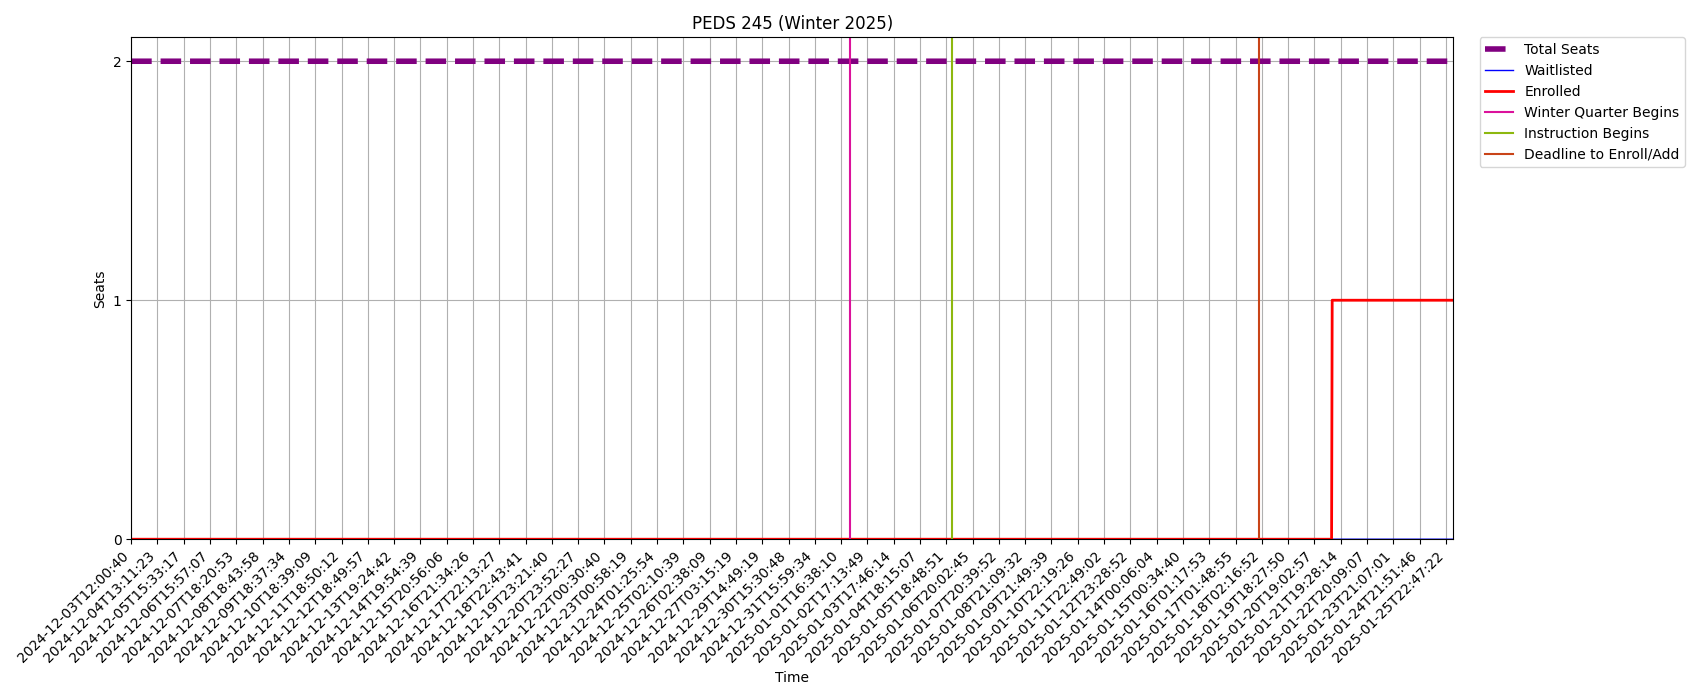 PEDS 245 (Winter 2025)
Total Seats
Waitlisted
Enrolled
Winter Quarter Begins
Instruction Begins
Deadline to Enroll/Add
Seats
2
1
0
2024-12-03T12:00:40
2024-12-04T13:11:23
2024-12-05T15:33:17
2024-12-06T15:57:07
2024-12-07T18:20:53
2024-12-08T18:43:58
2024-12-09T18:37:34
2024-12-10T18:39:09
2024-12-11T18:50:12
2024-12-12T18:49:57
2024-12-13T19:24:42
2024-12-14T19:54:39
2024-12-15T20:56:06
2024-12-16T21:34:26
2024-12-17T22:13:27
2024-12-18T22:43:41
2024-12-19T23:21:40
2024-12-20T23:52:27
2024-12-22T00:30:40
2024-12-23T00:58:19
2024-12-24T01:25:54
2024-12-25T02:10:39
2024-12-26T02:38:09
2024-12-27T03:15:19
2024-12-29T14:49:19
2024-12-30T15:30:48
2024-12-31T15:59:34
2025-01-01T16:38:10
2025-01-02T17:13:49
2025-01-03T17:46:14
2025-01-04T18:15:07
2025-01-05T18:48:51
2025-01-06T20:02:45
2025-01-07T20:39:52
2025-01-08T21:09:32
2025-01-09T21:49:39
2025-01-10T22:19:26
2025-01-11T22:49:02
2025-01-12T23:28:52
2025-01-14T00:06:04
2025-01-15T00:34:40
2025-01-16T01:17:53
2025-01-17T01:48:55
2025-01-18T02:16:52
2025-01-19T18:27:50
2025-01-20T19:02:57
2025-01-21T19:28:14
2025-01-22T20:09:07
2025-01-23T21:07:01
2025-01-24T21:51:46
2025-01-25T22:47:22
Time